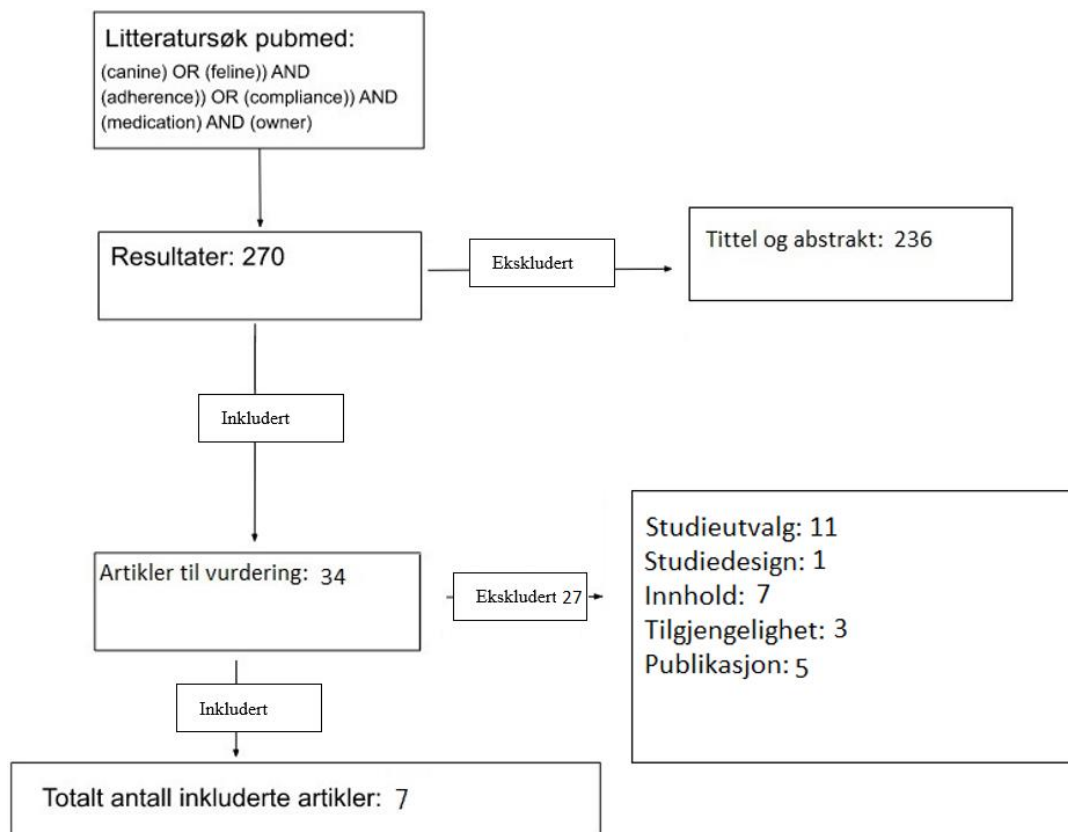 Litteratursøk pubmed:
(canine) OR (feline)) AND
(adherence)) OR (compliance)) AND
(medication) AND (owner)
Resultater: 270
Ekskludert
Tittel og abstrakt: 236
Inkludert
Artikler til vurdering: 34
Ekskludert 27
Studieutvalg: 11
Studiedesign: 1
Innhold: 7
Tilgjengelighet: 3
Publikasjon: 5
Inkludert
Totalt antall inkluderte artikler: 7